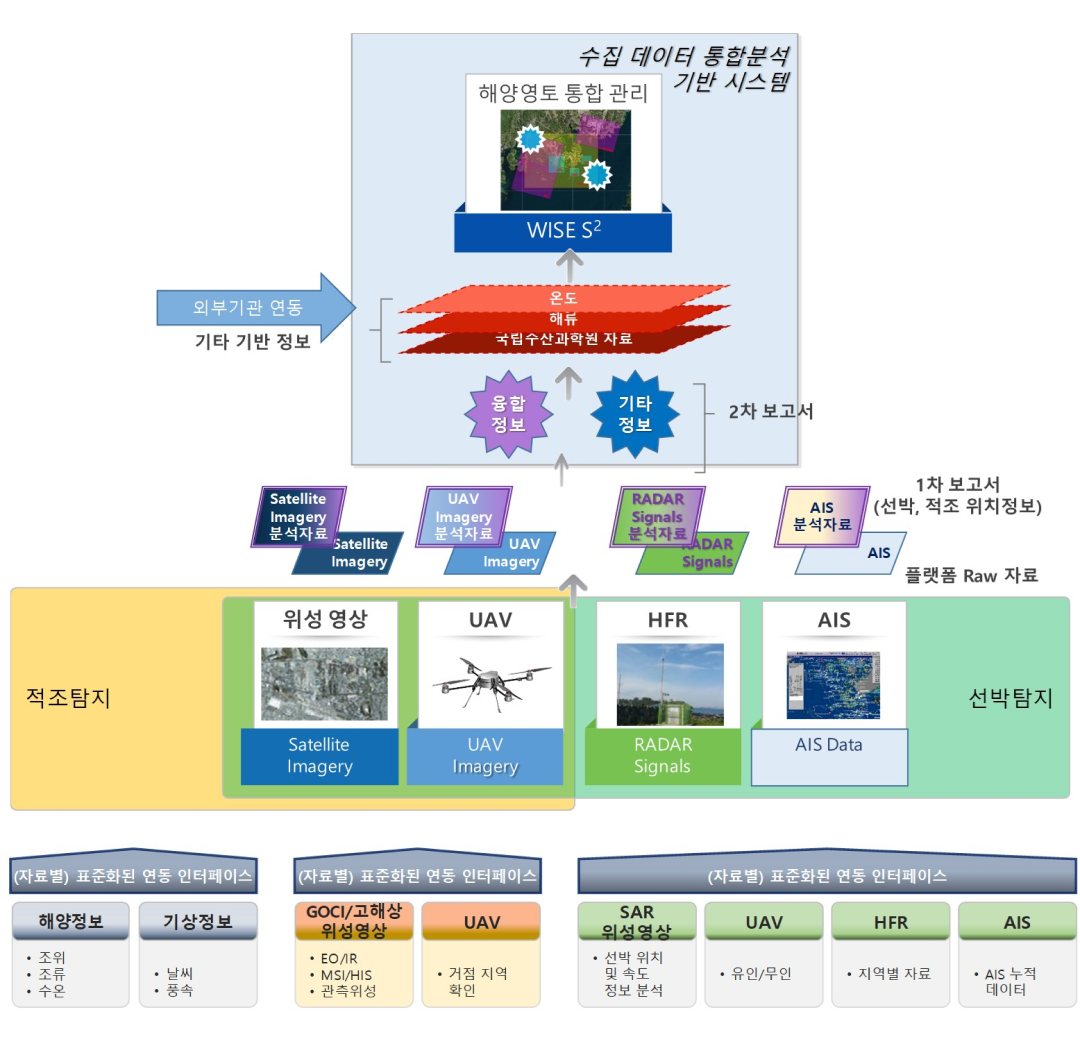 수집 데이터 통합분석
기반 시스템
해양영토 통합 관리
WISE S²
외부기관 연동
기타 기반 정보
온도
해류
국립수산과학원 자료
융합
정보
기타
정보
2차 보고서
1차 보고서
(선박, 적조 위치정보)
Satellite
Imagery
분석자료
Satellite
Imagery
UAV
Imagery
분석자료
UAV
Imagery
RADAR
Signals
분석자료
RADAR
Signals
AIS
분석자료
AIS
플랫폼 Raw 자료
적조탐지
위성 영상
Satellite
Imagery
UAV
UAV
Imagery
HFR
RADAR
Signals
AIS
AIS Data
선박탐지
(자료별) 표준화된 연동 인터페이스
해양정보
• 조위
• 조류
• 수온
기상정보
• 날씨
• 풍속
(자료별) 표준화된 연동 인터페이스
GOCI/고해상
위성영상
• EO/IR
• MSI/HIS
• 관측위성
UAV
• 거점 지역
확인
(자료별) 표준화된 연동 인터페이스
SAR
위성영상
• 선박 위치
및 속도
정보 분석
UAV
• 유인/무인
HFR
• 지역별 자료
AIS
• AIS 누적
데이터